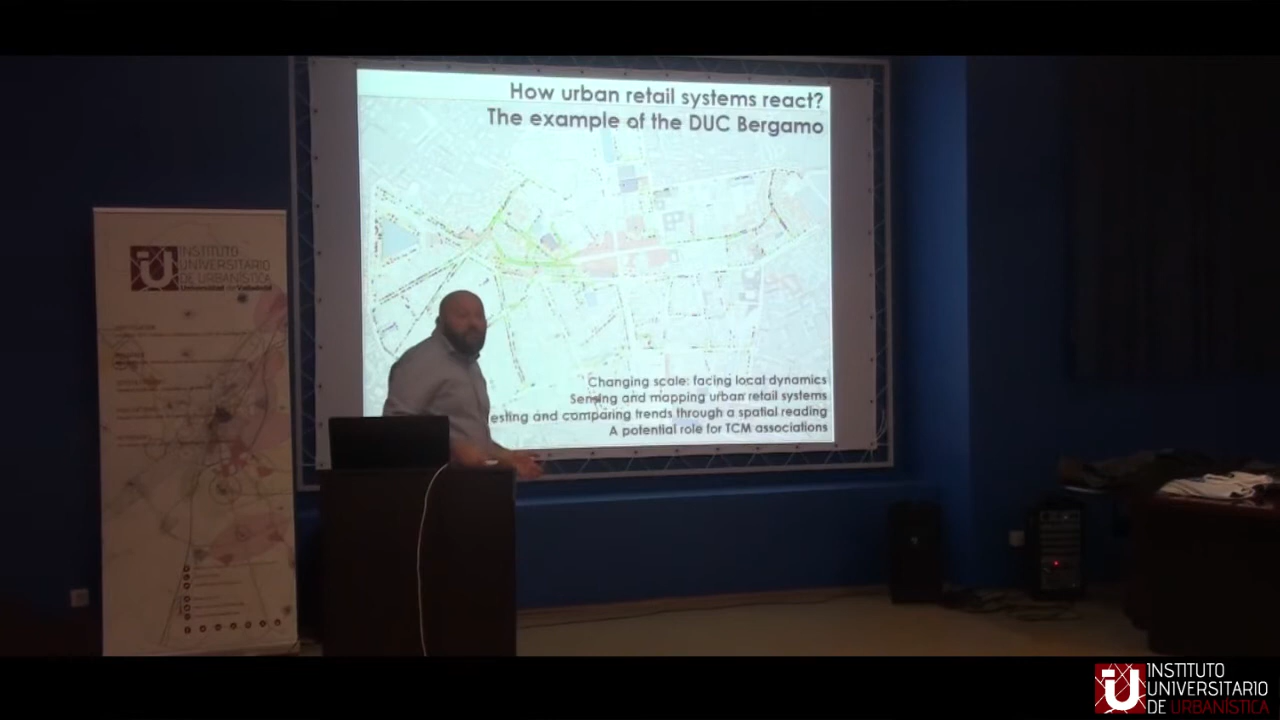 How urban retail systems react?
The example of the DUC Bergamo
INSTITUTO
UNIVERSITARIO
DE URBANÍSTICA
Universidad de Valladolid
Changing scale: facing local dynamics
Sensing and mapping urban retail systems
esting and comparing trends through a spatial reading
A potential role for TCM associations
INSTITUTO
UNIVERSITARIO
DE URBANÍSTICA